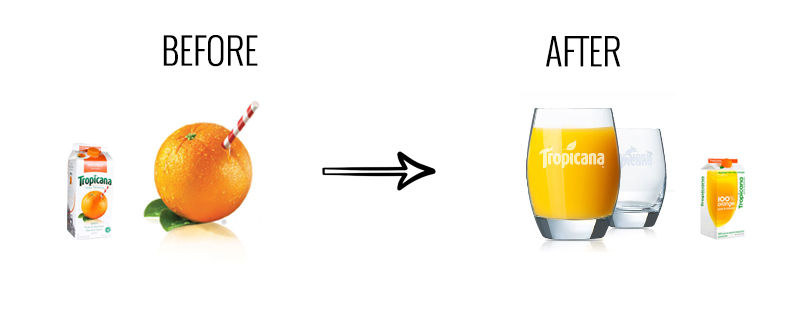 BEFORE
AFTER
Tropicana
Tropicana
Tropicana
100%
orange